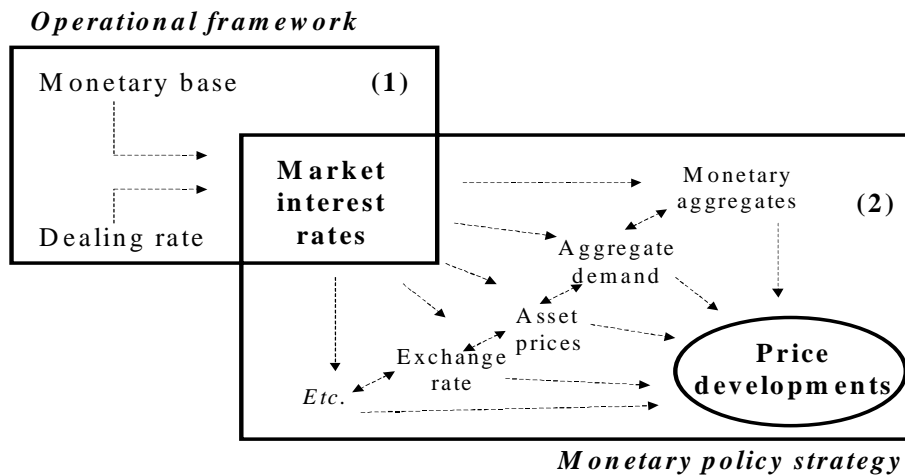 Operational framework
Monetary base
(1)
Dealing rate
Market
interest
rates
Monetary
aggregates
(2)
Aggregate
demand
Asset
prices
Exchange
rate
Etc.
Price
developments
Monetary policy strategy